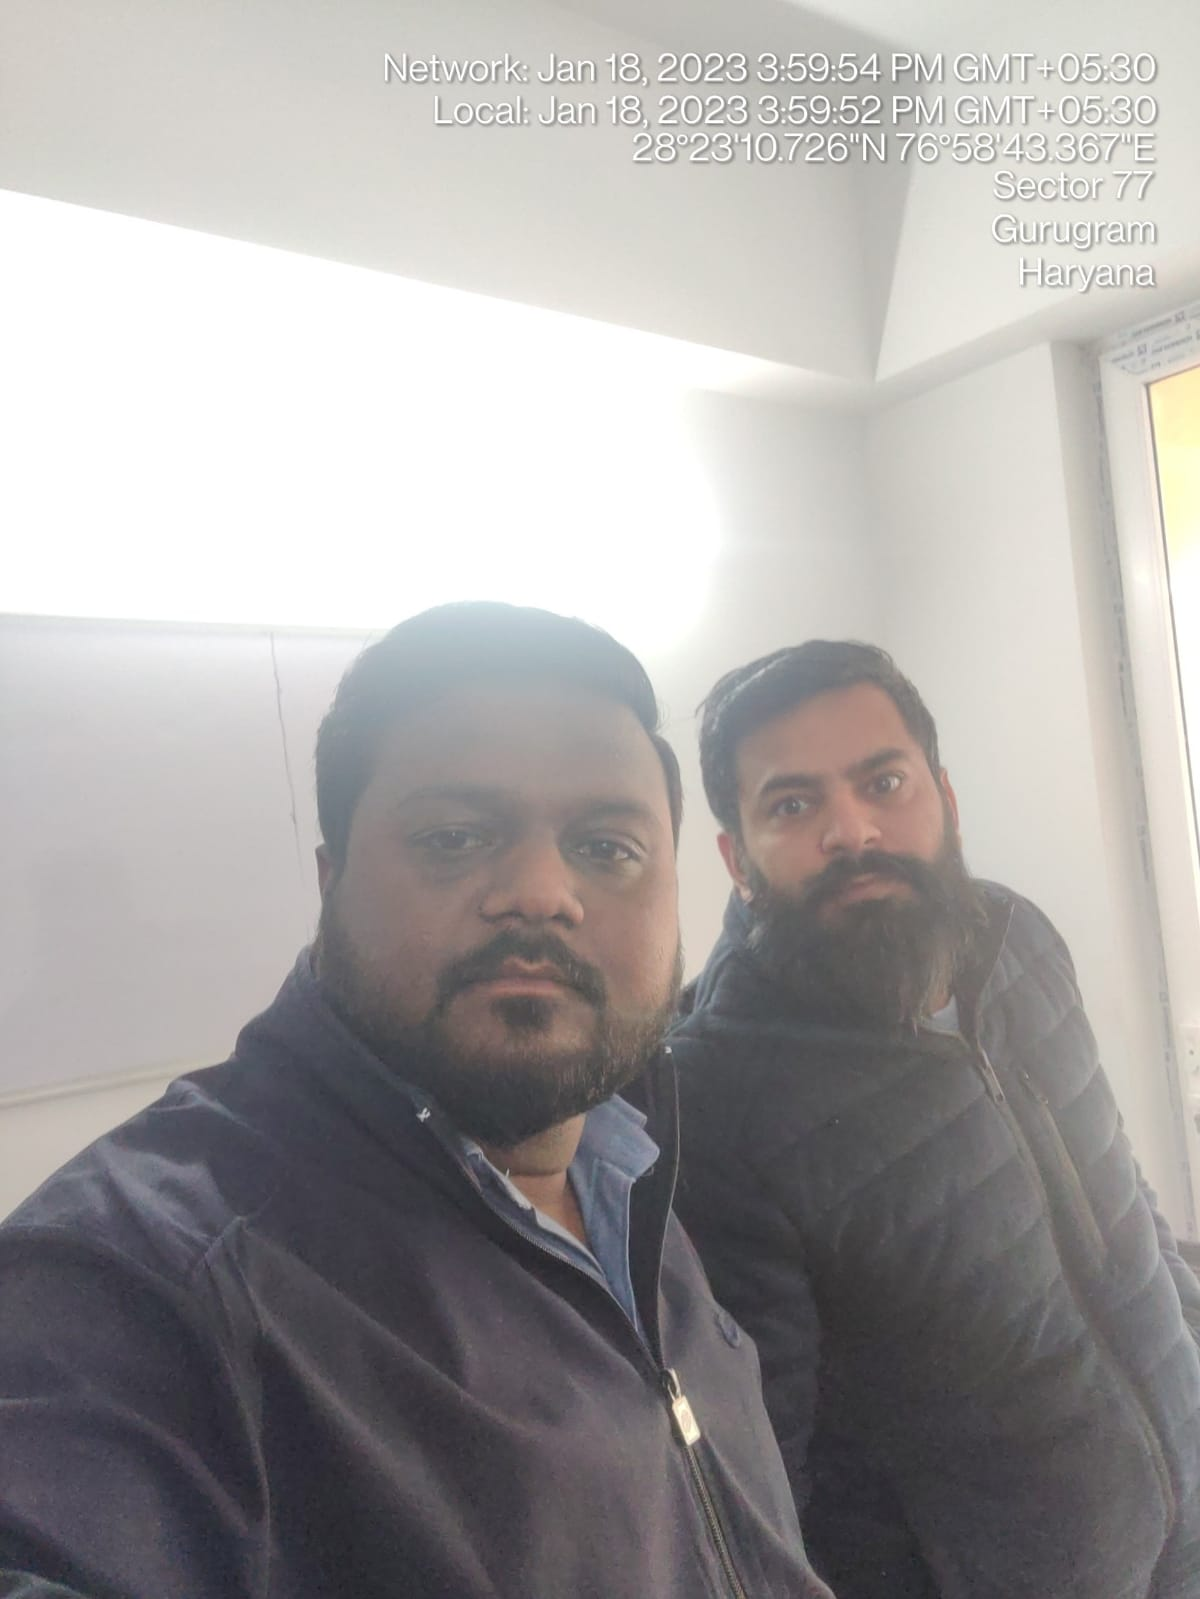 Network: Jan 18, 2023 3:59:54 PM GMT+05:30
Local: Jan 18, 2023 3:59:52 PM GMT+05:30
28°23'10.726"N 76°58'43.367"E
Sector 77
Gurugram
Haryana